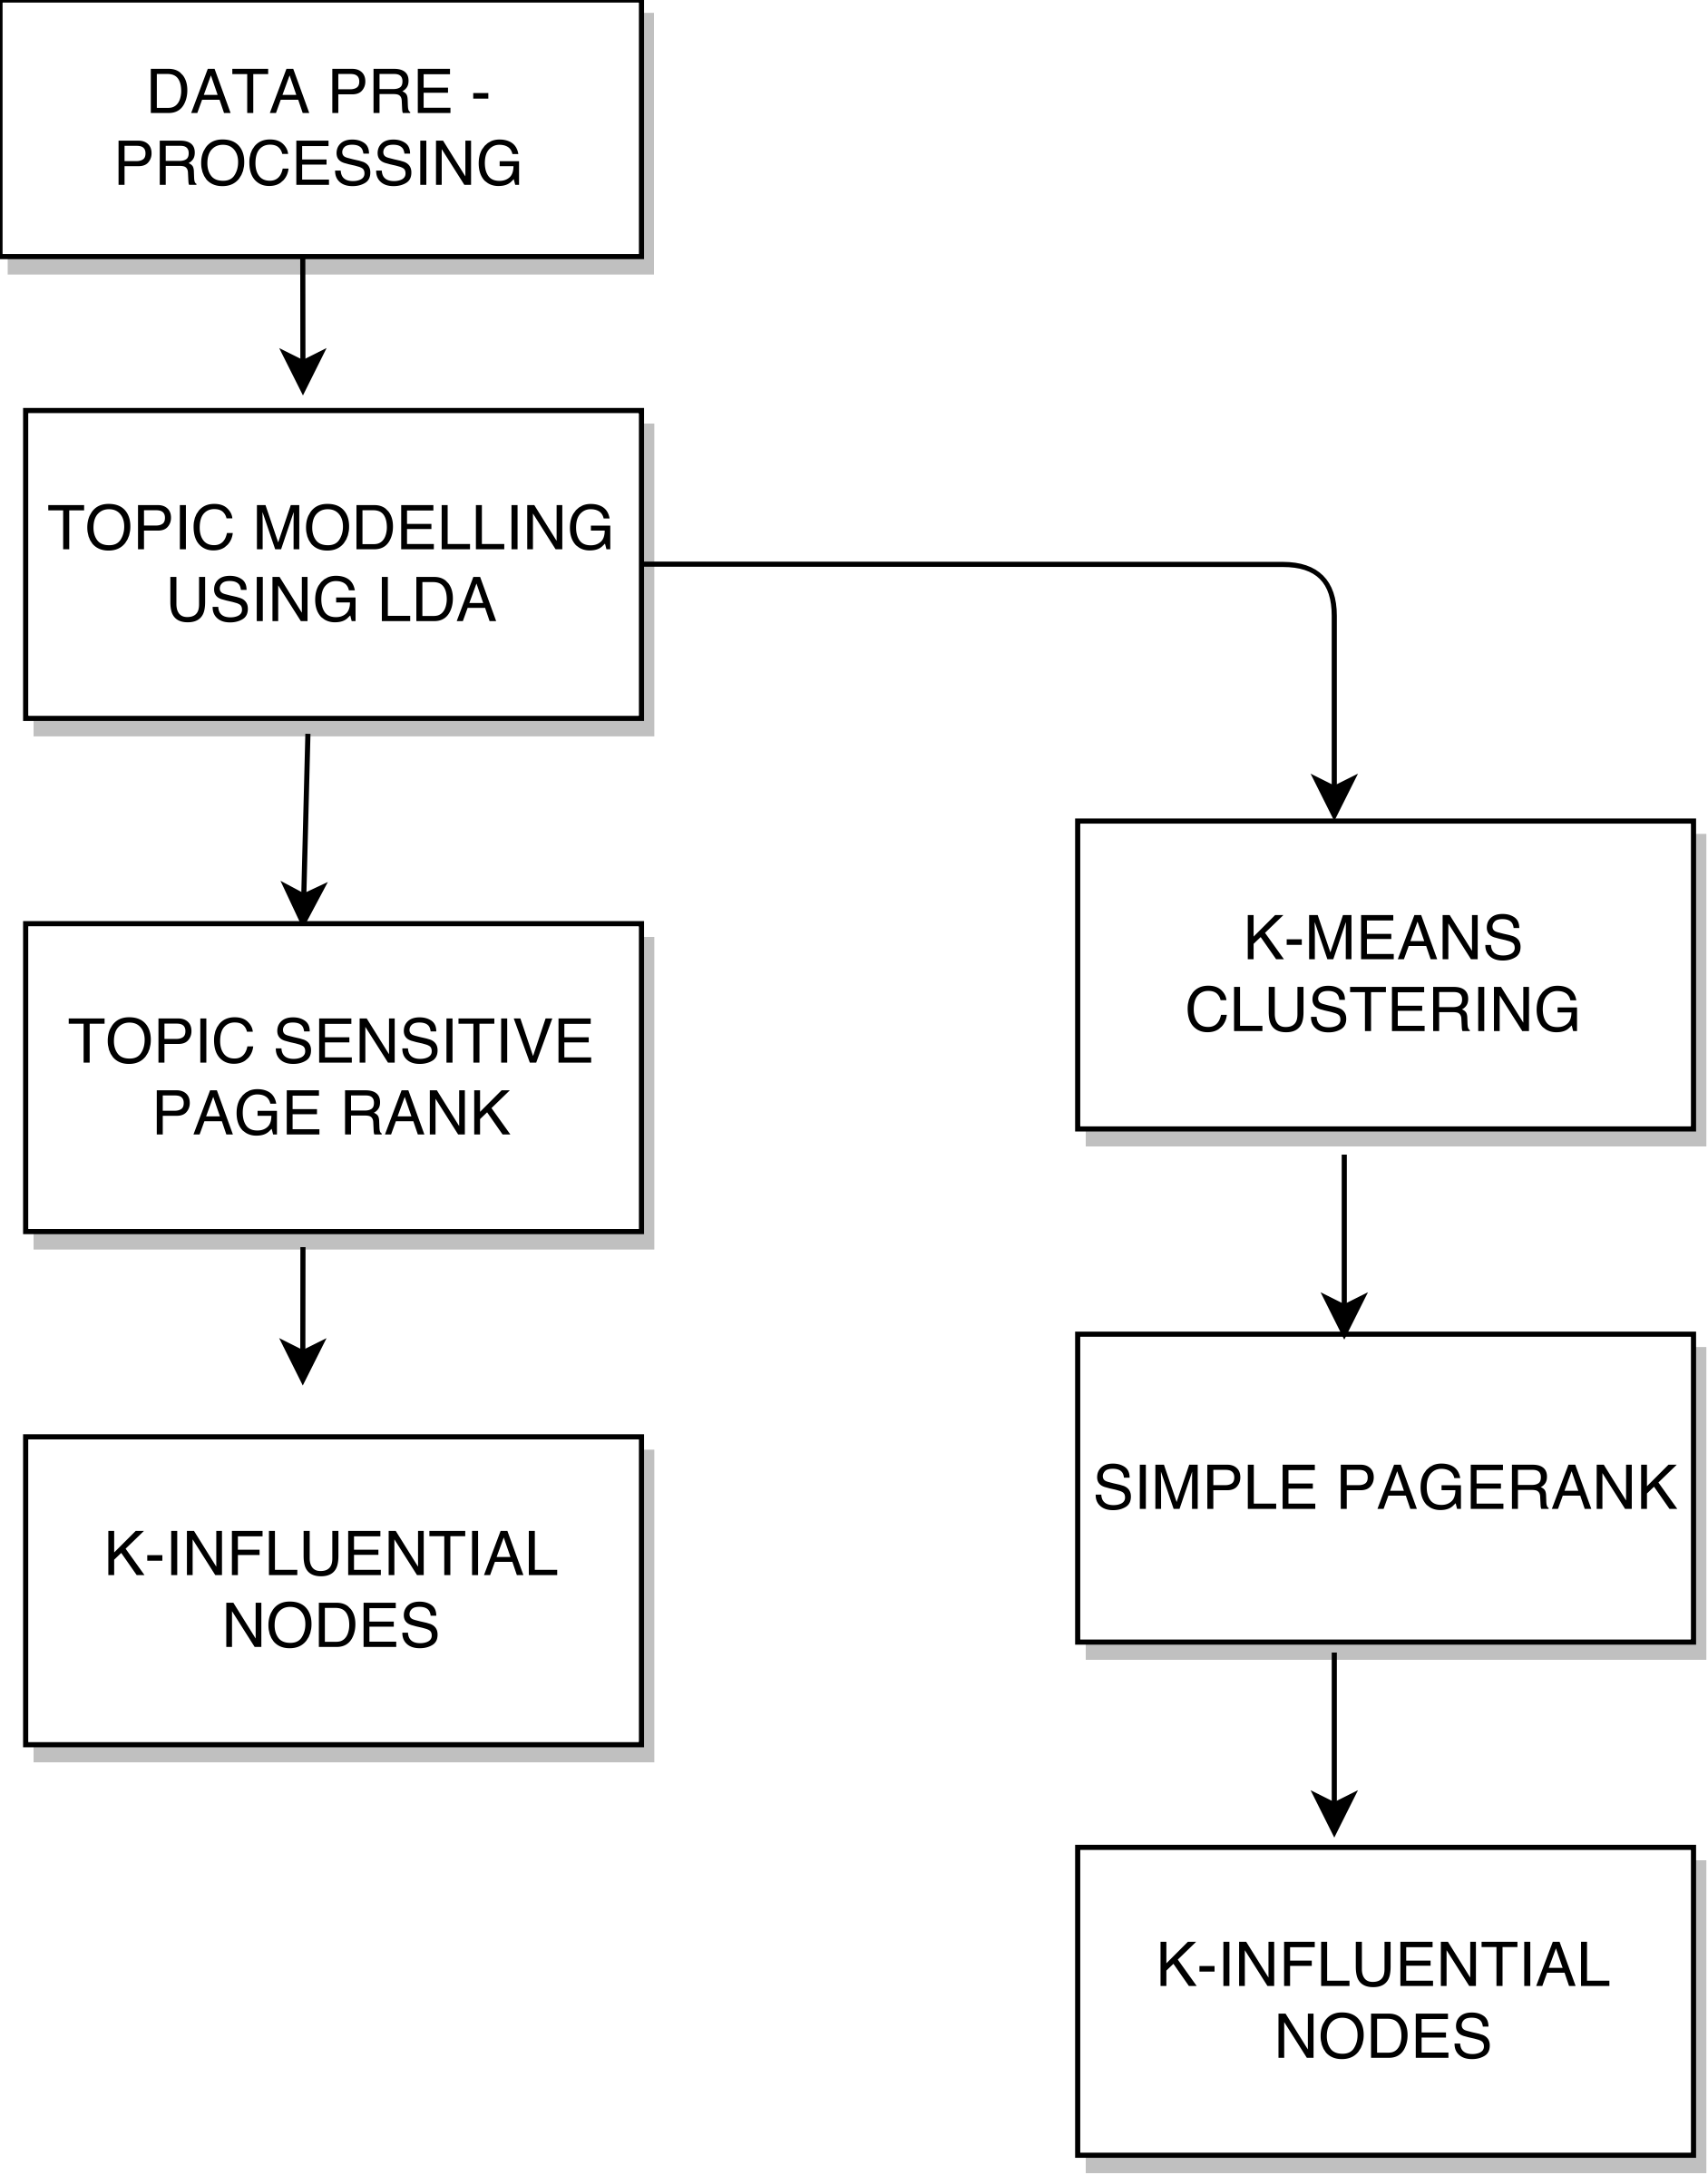 DATA PRE -
PROCESSING
TOPIC MODELLING
USING LDA
TOPIC SENSITIVE
PAGE RANK
K-INFLUENTIAL
NODES
K-MEANS
CLUSTERING
SIMPLE PAGERANK
K-INFLUENTIAL
NODES